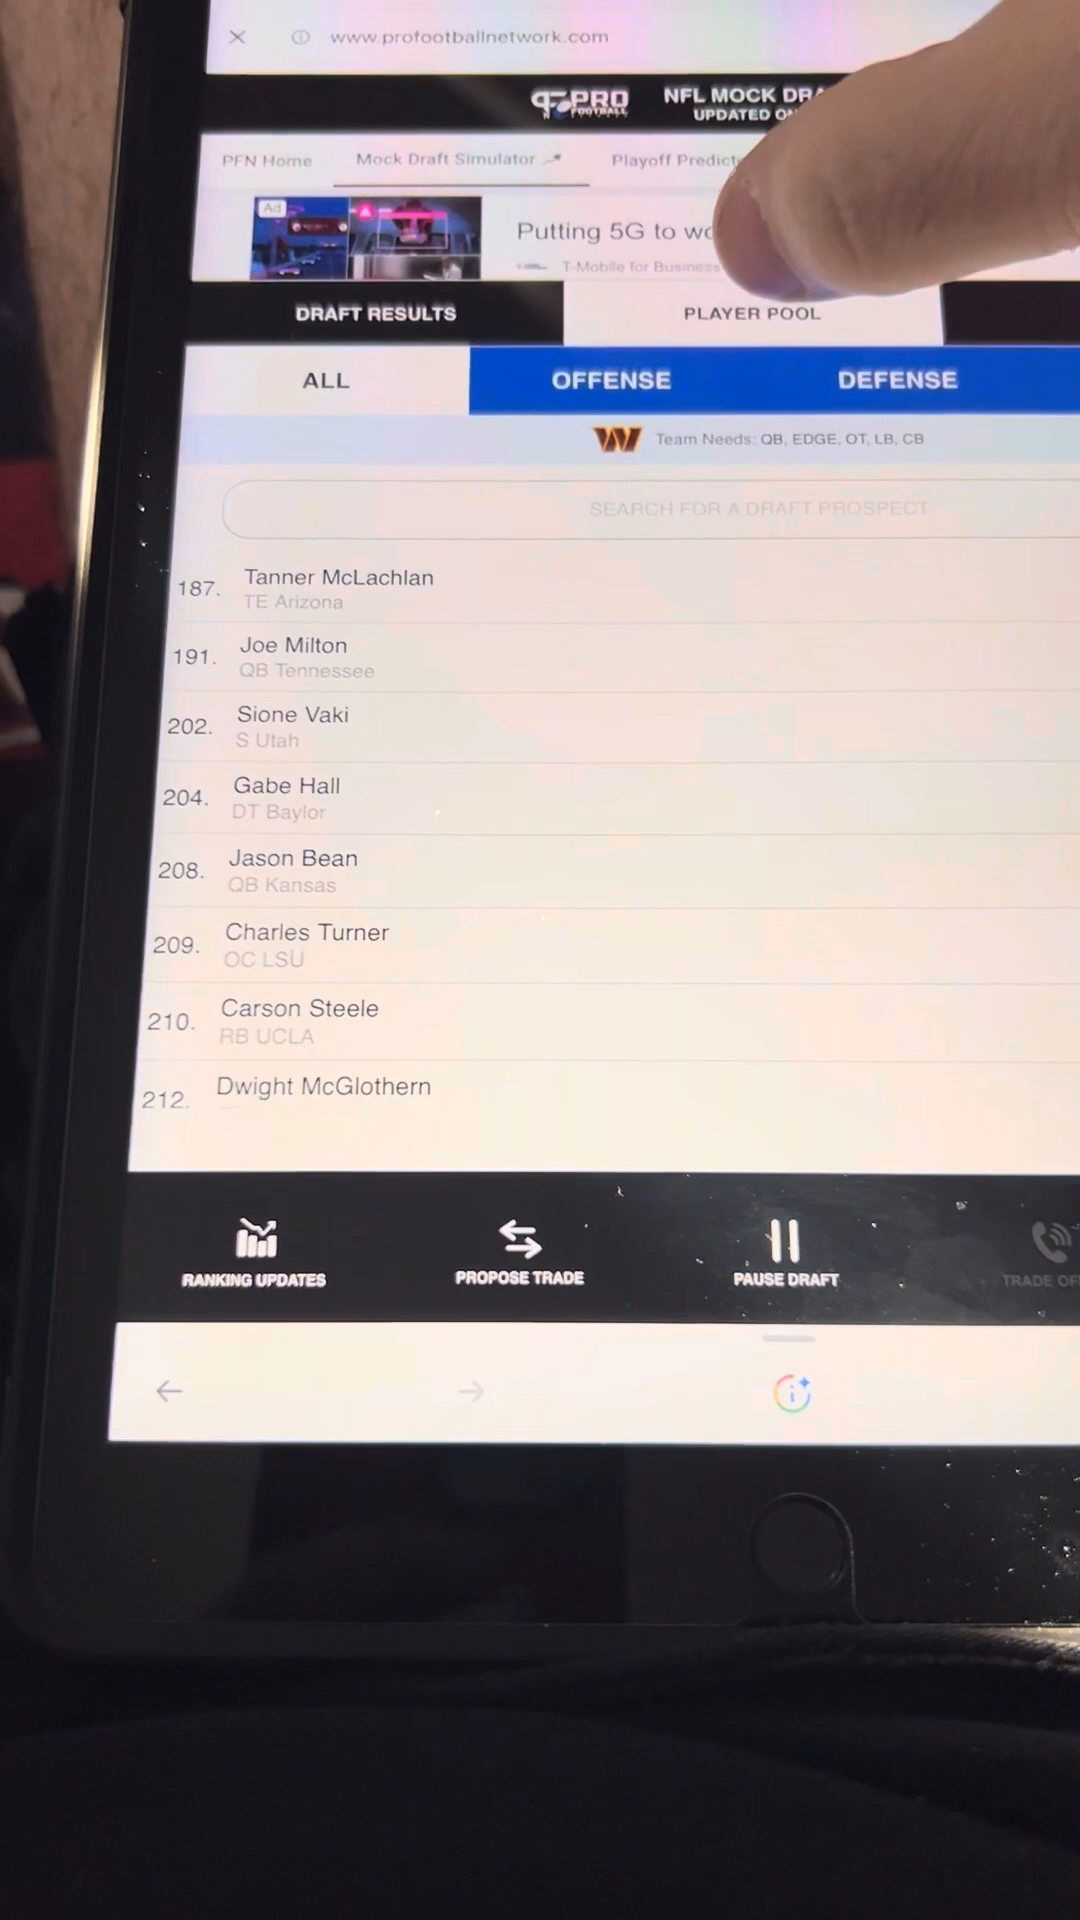 www.profootballnetwork.com
PRO
FOOTBALL
NFL MOCK
UPDATED
PFN Home
Mock Draft Simulator
Playoff
Ad
Putting 5G to
T-Mobile for Business
DRAFT RESULTS
PLAYER POOL
ALL
OFFENSE
DEFENSE
W
Team Needs: QB, EDGE, OT, LB, CB
SEARCH FOR A DRAFT PROSPECT
187.
Tanner McLachlan
TE Arizona
191.
Joe Milton
QB Tennessee
202.
Sione Vaki
S Utah
204.
Gabe Hall
DT Baylor
208.
Jason Bean
QB Kansas
209.
Charles Turner
OC LSU
210.
Carson Steele
RB UCLA
212.
Dwight McGlothern
RANKING UPDATES
PROPOSE TRADE
PAUSE DRAFT
TRADE